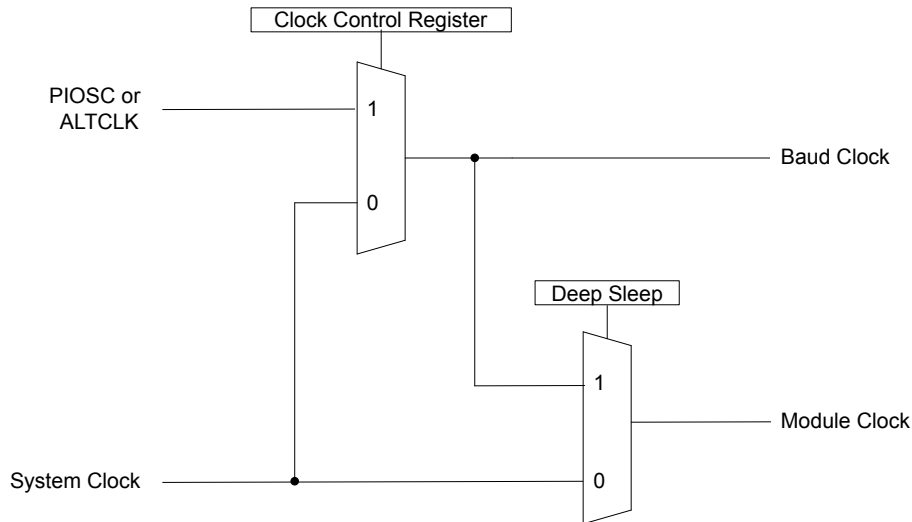 Clock Control Register
PIOSC or
ALTCLK
1
Baud Clock
0
Deep Sleep
1
Module Clock
System Clock
0